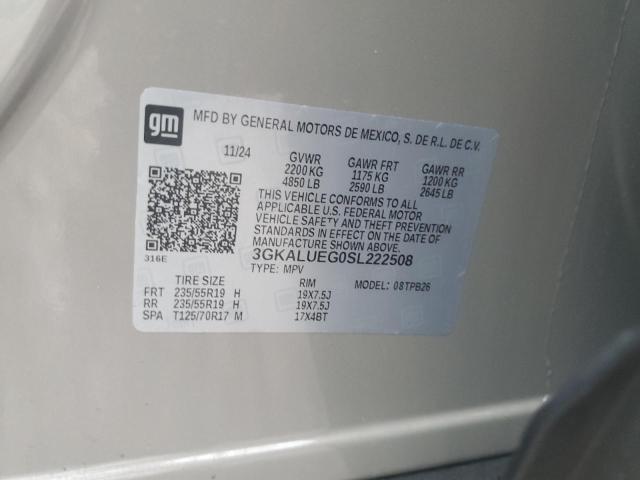 gm
MFD BY GENERAL MOTORS DE MEXICO, S. DE R.L. DE C.V.
11/24 GVWR GAWR FRT GAWR RR
2200 KG 1175 KG 1200 KG
4850 LB 2590 LB 2645 LB
THIS VEHICLE CONFORMS TO ALL
APPLICABLE U.S. FEDERAL MOTOR
VEHICLE SAFETY AND THEFT PREVENTION
STANDARDS IN EFFECT ON THE DATE OF
MANUFACTURE SHOWN ABOVE.
316E
3GKALUEG0SL222508
TYPE: MPV
MODEL: 08TPB26
TIRE SIZE RIM
FRT 235/55R19 H 19X7.5J
RR 235/55R19 H 19X7.5J
SPA T125/70R17 M 17X4BT